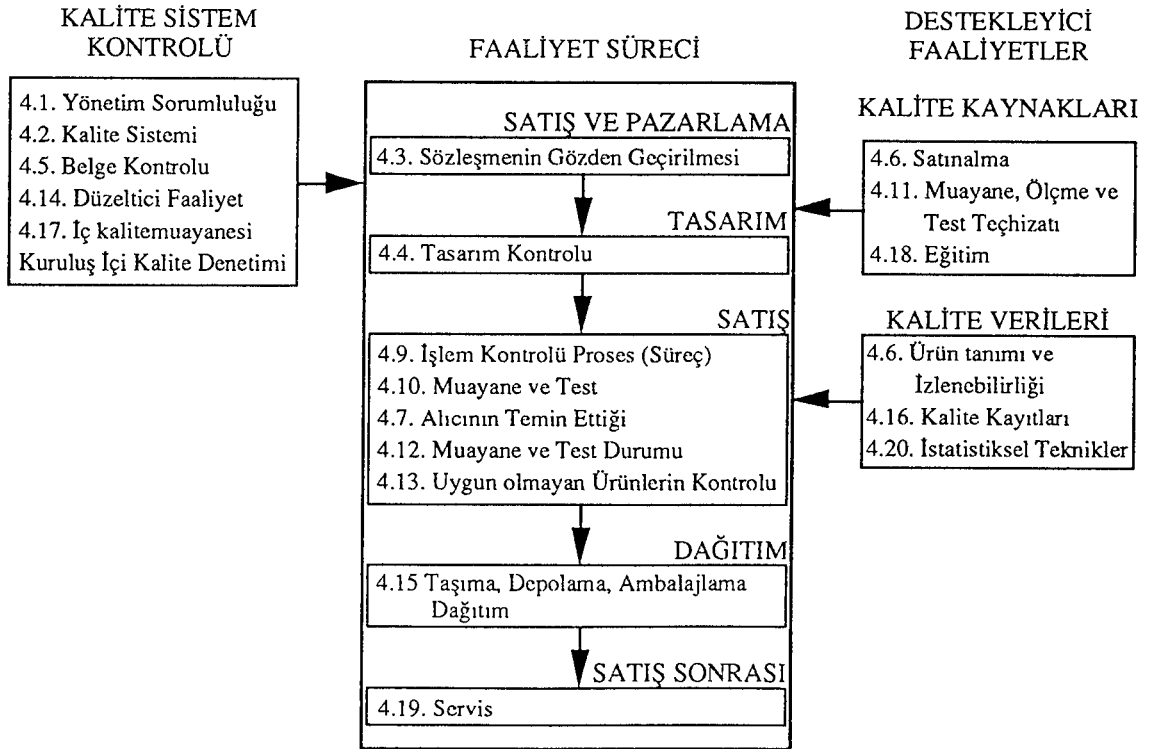 KALİTE SİSTEM
KONTROLÜ
4.1. Yönetim Sorumluluğu
4.2. Kalite Sistemi
4.5. Belge Kontrolu
4.14. Düzeltici Faaliyet
4.17. İç kalitemuayanesi
Kuruluş İçi Kalite Denetimi
FAALİYET SÜRECİ
SATIŞ VE PAZARLAMA
4.3. Sözleşmenin Gözden Geçirilmesi
TASARIM
4.4. Tasarım Kontrolu
SATIŞ
4.9. İşlem Kontrolü Proses (Süreç)
4.10. Muayane ve Test
4.7. Alıcının Temin Ettiği
4.12. Muayane ve Test Durumu
4.13. Uygun olmayan Ürünlerin Kontrolu
DAĞITIM
4.15 Taşıma, Depolama, Ambalajlama
Dağıtım
SATIŞ SONRASI
4.19. Servis
DESTEKLEYİCİ
FAALİYETLER
KALİTE KAYNAKLARI
4.6. Satınalma
4.11. Muayane, Ölçme ve
Test Teçhizatı
4.18. Eğitim
KALİTE VERİLERİ
4.6. Ürün tanımı ve
İzlenebilirliği
4.16. Kalite Kayıtları
4.20. İstatistiksel Teknikler